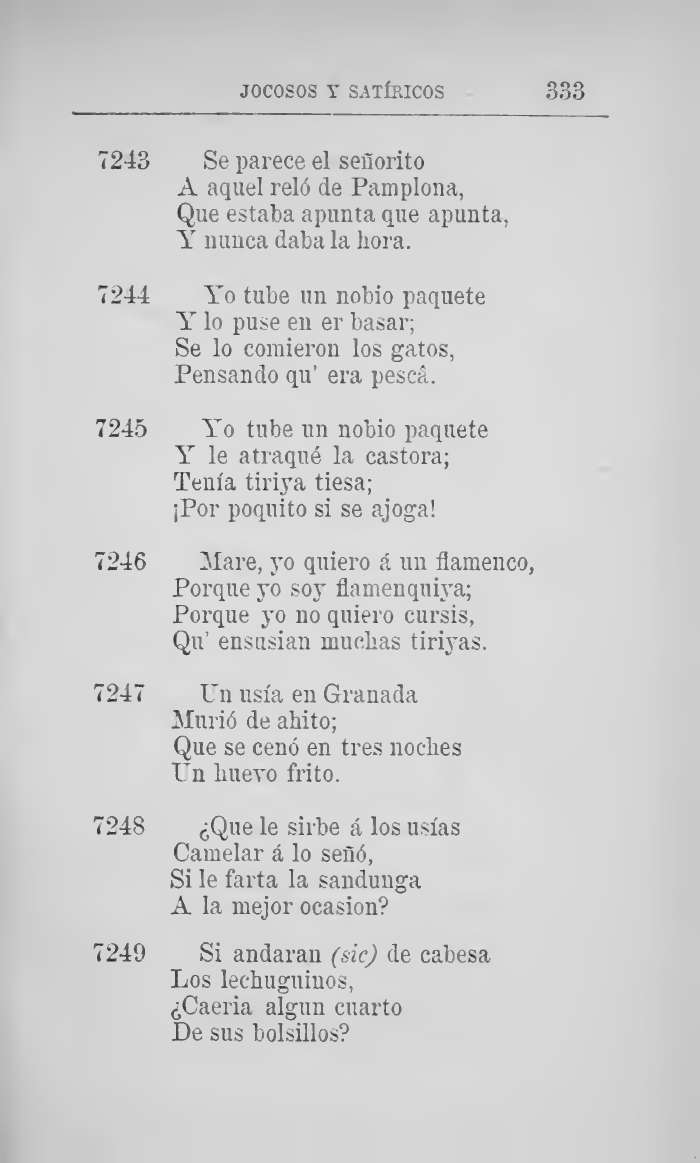 JOCOSOS Y SATÍRICOS 333
7243 Se parece el señorito
A aquel reló de Pamplona,
Que estaba apunta que apunta,
Y nunca daba la hora.
7244 Yo tube un nobio paquete
Y lo puse en er basar;
Se lo comieron los gatos,
Pensando qu' era pescâ.
7245 Yo tube un nobio paquete
Y le atraqué la castora;
Tenía tiriya tiesa;
¡Por poquito si se ajoga!
7246 Mare, yo quiero á un flamenco,
Porque yo soy flamenquiya;
Porque yo no quiero cursis,
Qu' ensusian muchas tiriyas.
7247 Un usía en Granada
Murió de ahito;
Que se cenó en tres noches
Un huevo frito.
7248 ¿Que le sirbe á los usías
Camelar á lo señó,
Si le farta la sandunga
A la mejor ocasion?
7249 Si andaran (sic) de cabesa
Los lechuguinos,
¿Caeria algun cuarto
De sus bolsillos?